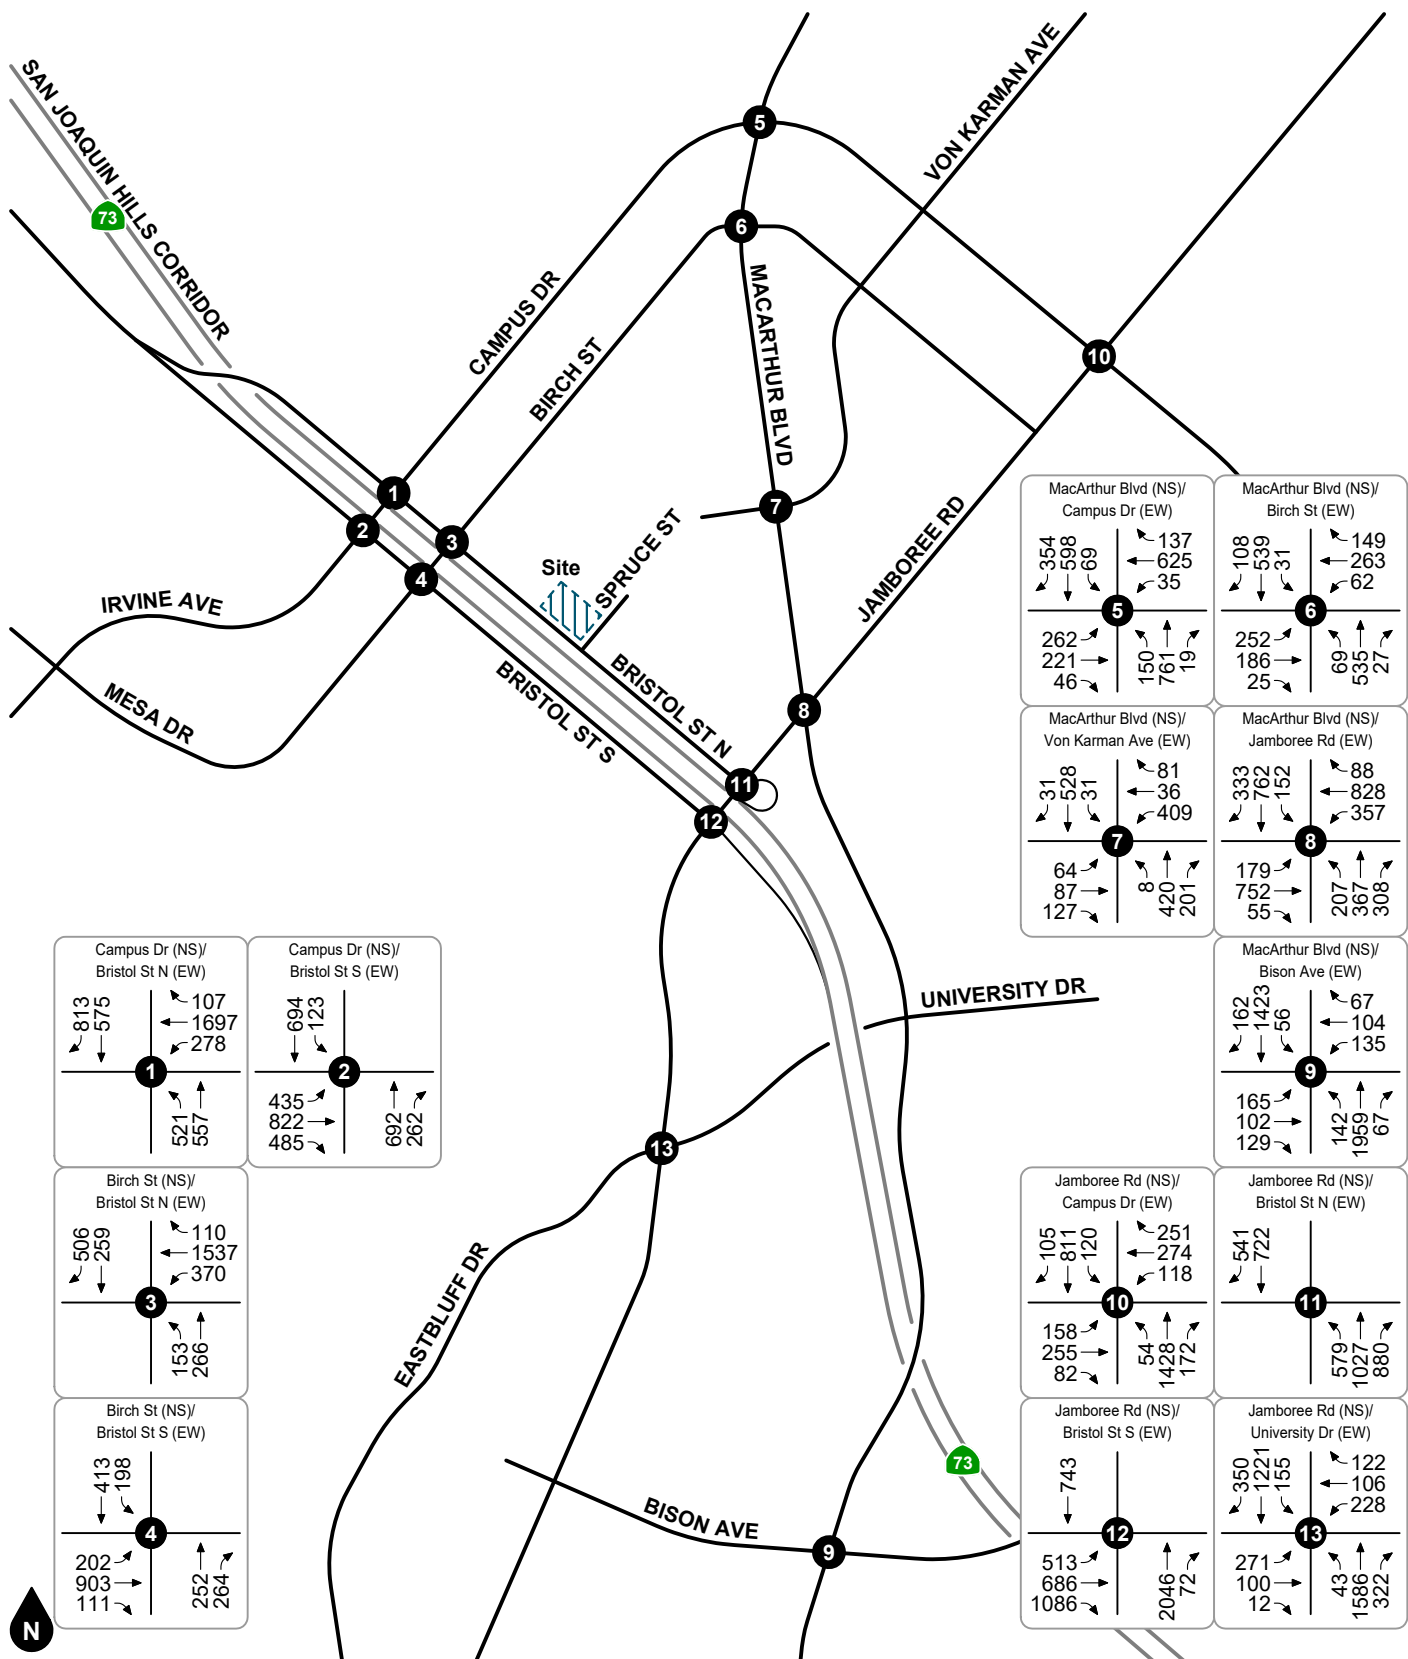 SAN JOAQUIN HILLS CORRIDOR
73
CAMPUS DR
BIRCH ST
MACARTHUR BLVD
VON KARMAN AVE
JAMBOREE RD
SPRUCE ST
Site
IRVINE AVE
MESA DR
BRISTOL ST N
BRISTOL ST S
UNIVERSITY DR
EASTBLUFF DR
BISON AVE
73
N
1
2
3
4
5
6
7
8
9
10
11
12
13
MacArthur Blvd (NS)/
Campus Dr (EW)
354 598 69
137
625
35
5
262
221
46
150 761 19
MacArthur Blvd (NS)/
Birch St (EW)
108 539 31
149
263
62
6
252
186
25
69 535 27
MacArthur Blvd (NS)/
Von Karman Ave (EW)
31 528 31
81
36
409
7
64
87
127
8 420 201
MacArthur Blvd (NS)/
Jamboree Rd (EW)
333 762 152
88
828
357
8
179
752
55
207 367 308
MacArthur Blvd (NS)/
Bison Ave (EW)
162 1423 56
67
104
135
9
165
102
129
142 1959 67
Campus Dr (NS)/
Bristol St N (EW)
813 575
107
1697
278
1
521 557
Campus Dr (NS)/
Bristol St S (EW)
694 123
2
435
822
485
692 262
Birch St (NS)/
Bristol St N (EW)
506 259
110
1537
370
3
153 266
Birch St (NS)/
Bristol St S (EW)
413 198
4
202
903
111
252 264
Jamboree Rd (NS)/
Campus Dr (EW)
105 811 120
251
274
118
10
158
255
82
54 1428 172
Jamboree Rd (NS)/
Bristol St N (EW)
541 722
11
579 1027 880
Jamboree Rd (NS)/
Bristol St S (EW)
743
12
513
686
1086
2046 72
Jamboree Rd (NS)/
University Dr (EW)
350 1221 155
122
106
228
13
271
100
12
43 1586 322